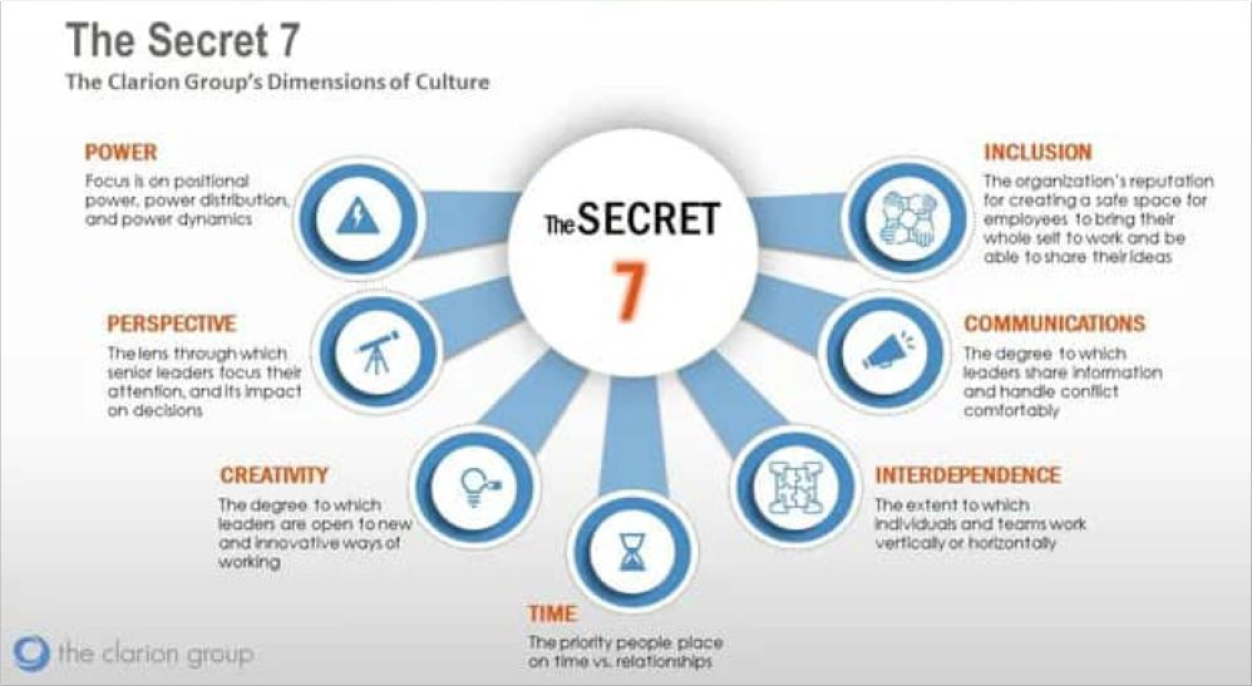 The Secret 7
The Clarion Group's Dimensions of Culture
POWER
Focus is on positional
power, power distribution,
and power dynamics
PERSPECTIVE
The lens through which
senior leaders focus their
attention, and its impact
on decisions
CREATIVITY
The degree to which
leaders are open to new
and innovative ways of
working
TIME
The priority people place
on time vs. relationships
The SECRET
7
INCLUSION
The organization's reputation
for creating a safe space for
employees to bring their
whole self to work and be
able to share their ideas
COMMUNICATIONS
The degree to which
leaders share information
and handle conflict
comfortably
INTERDEPENDENCE
The extent to which
individuals and teams work
vertically or horizontally
the clarion group